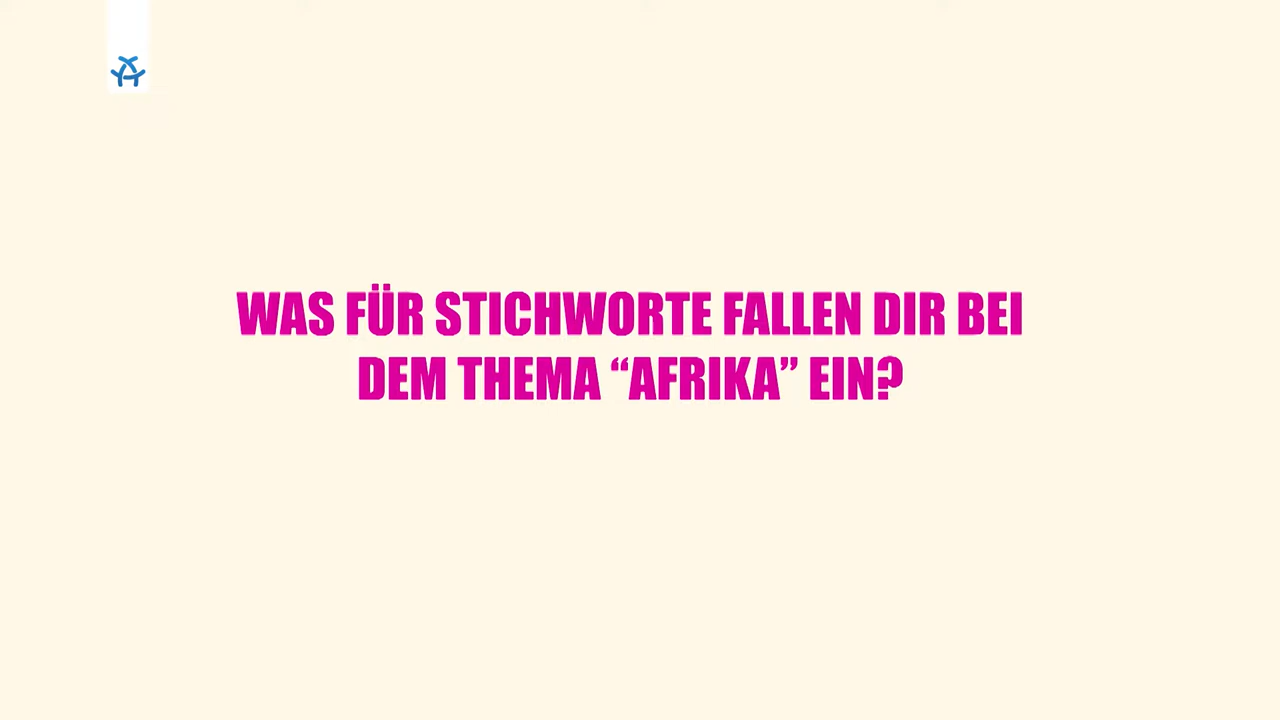 WAS FÜR STICHWORTE FALLEN DIR BEI
DEM THEMA “AFRIKA” EIN?